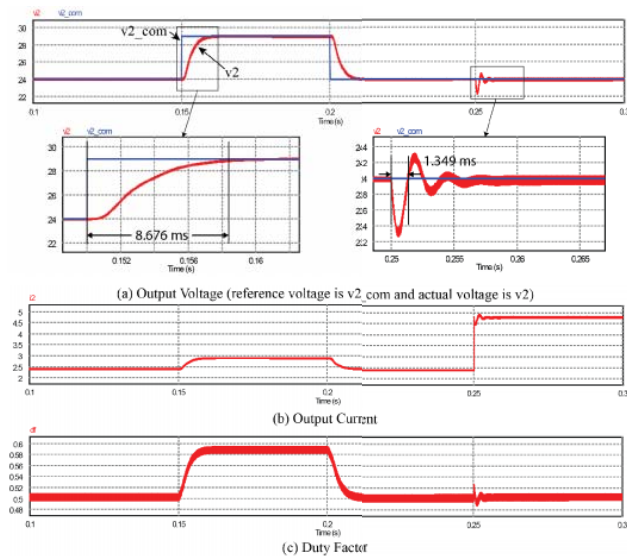 v2 v2_com
v2_com
v2
30
28
26
24
22
0.1 0.15 0.2 0.25 0.3
Time (s)
v2 v2_com
30
28
26
24
22
8.676 ms
0.152 0.156 0.16
Time (s)
v2 v2_com
1.349 ms
0.25 0.255 0.26 0.265
Time (s)
(a) Output Voltage (reference voltage is v2_com and actual voltage is v2)
5
4.5
4
3.5
3
2.5
2
0.1 0.15 0.2 0.25 0.3
Time (s)
(b) Output Current
df
0.6
0.58
0.56
0.54
0.52
0.5
0.48
0.1 0.15 0.2 0.25 0.3
Time (s)
(c) Duty Factor